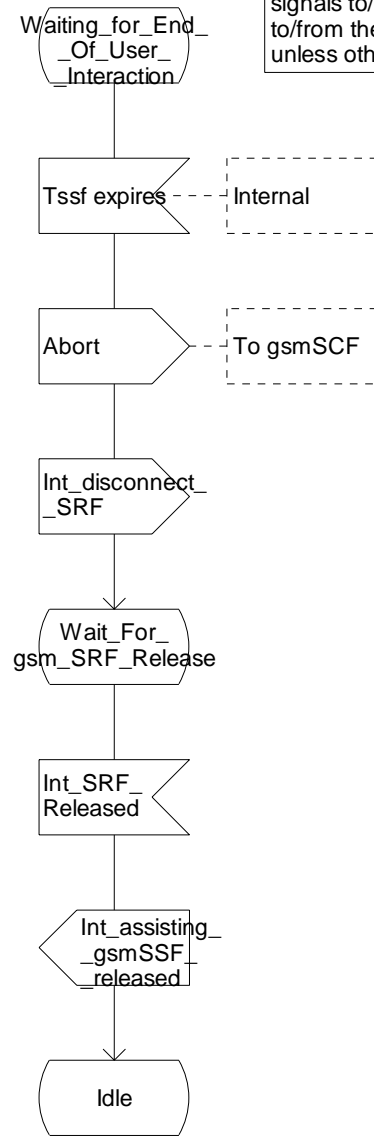 signals to/
to/from the
unless oth
Waiting_for_End_
_Of_User_
_Interaction
Tssf expires
Internal
Abort
To gsmSCF
Int_disconnect_
_SRF
Wait_For_
gsm_SRF_Release
Int_SRF_
Released
Int_assisting_
_gsmSSF_
_released
Idle